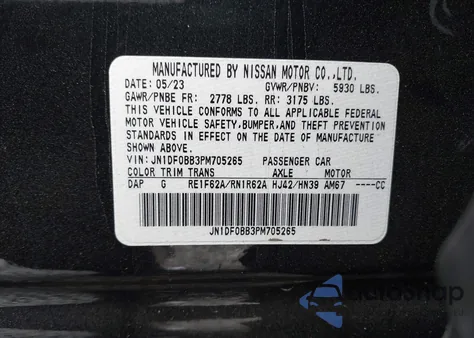 MANUFACTURED BY NISSAN MOTOR CO.,LTD.
DATE: 05/23 GVWR/PNBV: 5930 LBS.
GAWR/PNBE FR: 2778 LBS. RR: 3175 LBS.
THIS VEHICLE CONFORMS TO ALL APPLICABLE FEDERAL
MOTOR VEHICLE SAFETY,BUMPER,AND THEFT PREVENTION
STANDARDS IN EFFECT ON THE DATE OF MANUFACTURE
SHOWN ABOVE.
VIN: JN1DF0BB3PM705265 PASSENGER CAR
COLOR TRIM TRANS AXLE MOTOR
DAP G RE1F62A/RN1R62A HJ42/HN39 AM67 ----CC
JN1DF0BB3PM705265
autosnap